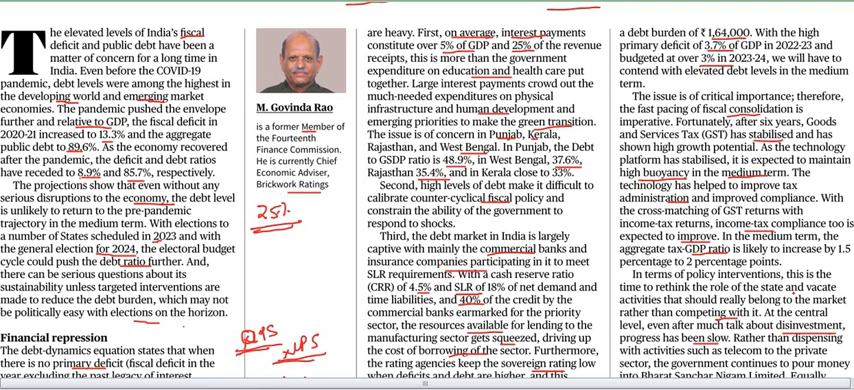 The elevated levels of India's fiscal
deficit and public debt have been a
matter of concern for a long time in
India. Even before the COVID-19
pandemic, debt levels were among the highest in
the developing world and emerging market
economies. The pandemic pushed the envelope
further and relative to GDP, the fiscal deficit in
2020-21 increased to 13.3% and the aggregate
public debt to 89.6%. As the economy recovered
after the pandemic, the deficit and debt ratios
have receded to 8.9% and 85.7%, respectively.
The projections show that even without any
serious disruptions to the economy, the debt level
is unlikely to return to the pre-pandemic
trajectory in the medium term. With elections to
a number of States scheduled in 2023 and with
the general election for 2024, the electoral budget
cycle could push the debt ratio further. And,
there can be serious questions about its
sustainability unless targeted interventions are
made to reduce the debt burden, which may not
be politically easy with elections on the horizon.
Financial repression
The debt-dynamics equation states that when
there is no primary deficit (fiscal deficit in the
year excluding the past legacy of interest
M. Govinda Rao
is a former Member of
the Fourteenth
Finance Commission.
He is currently Chief
Economic Adviser,
Brickwork Ratings
25%
are heavy. First, on average, interest payments
constitute over 5% of GDP and 25% of the revenue
receipts, this is more than the government
expenditure on education and health care put
together. Large interest payments crowd out the
much-needed expenditures on physical
infrastructure and human development and
emerging priorities to make the green transition.
The issue is of concern in Punjab, Kerala,
Rajasthan, and West Bengal. In Punjab, the Debt
to GSDP ratio is 48.9%, in West Bengal, 37.6%,
Rajasthan 35.4%, and in Kerala close to 33%.
Second, high levels of debt make it difficult to
calibrate counter-cyclical fiscal policy and
constrain the ability of the government to
respond to shocks.
Third, the debt market in India is largely
captive with mainly the commercial banks and
insurance companies participating in it to meet
SLR requirements. With a cash reserve ratio
(CRR) of 4.5% and SLR of 18% of net demand and
time liabilities, and 40% of the credit by the
commercial banks earmarked for the priority
sector, the resources available for lending to the
manufacturing sector gets squeezed, driving up
the cost of borrowing of the sector. Furthermore,
the rating agencies keep the sovereign rating low
when deficits and debt are higher, and this
a debt burden of ₹1,64,000. With the high
primary deficit of 3.7% of GDP in 2022-23 and
budgeted at over 3% in 2023-24, we will have to
contend with elevated debt levels in the medium
term.
The issue is of critical importance; therefore,
the fast pacing of fiscal consolidation is
imperative. Fortunately, after six years, Goods
and Services Tax (GST) has stabilised and has
shown high growth potential. As the technology
platform has stabilised, it is expected to maintain
high buoyancy in the medium term. The
technology has helped to improve tax
administration and improved compliance. With
the cross-matching of GST returns with
income-tax returns, income-tax compliance too is
expected to improve. In the medium term, the
aggregate tax-GDP ratio is likely to increase by 1.5
percentage to 2 percentage points.
In terms of policy interventions, this is the
time to rethink the role of the state and vacate
activities that should really belong to the market
rather than competing with it. At the central
level, even after much talk about disinvestment,
progress has been slow. Rather than dispensing
with activities such as telecom to the private
sector, the government continues to pump money
into Bharat Sanchar Nigam Limited. Equally